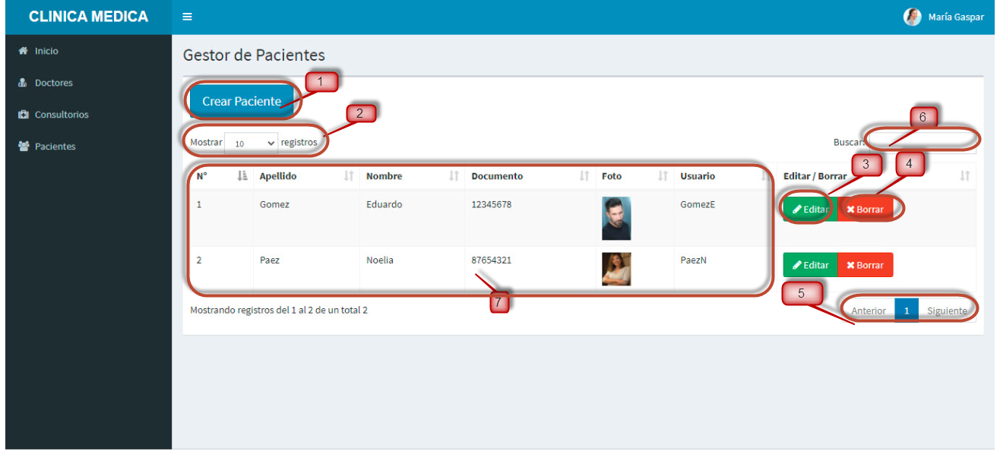 CLINICA MEDICA
María Gaspar
Inicio
Doctores
Consultorios
Pacientes
Gestor de Pacientes
1
Crear Paciente
2
Mostrar 10 registros
6
Buscar:
3
4
N° Apellido Nombre Documento Foto Usuario Editar / Borrar
1 Gomez Eduardo 12345678 GomezE Editar Borrar
2 Paez Noelia 87654321 PaezN Editar Borrar
5
7
Mostrando registros del 1 al 2 de un total 2
Anterior 1 Siguiente